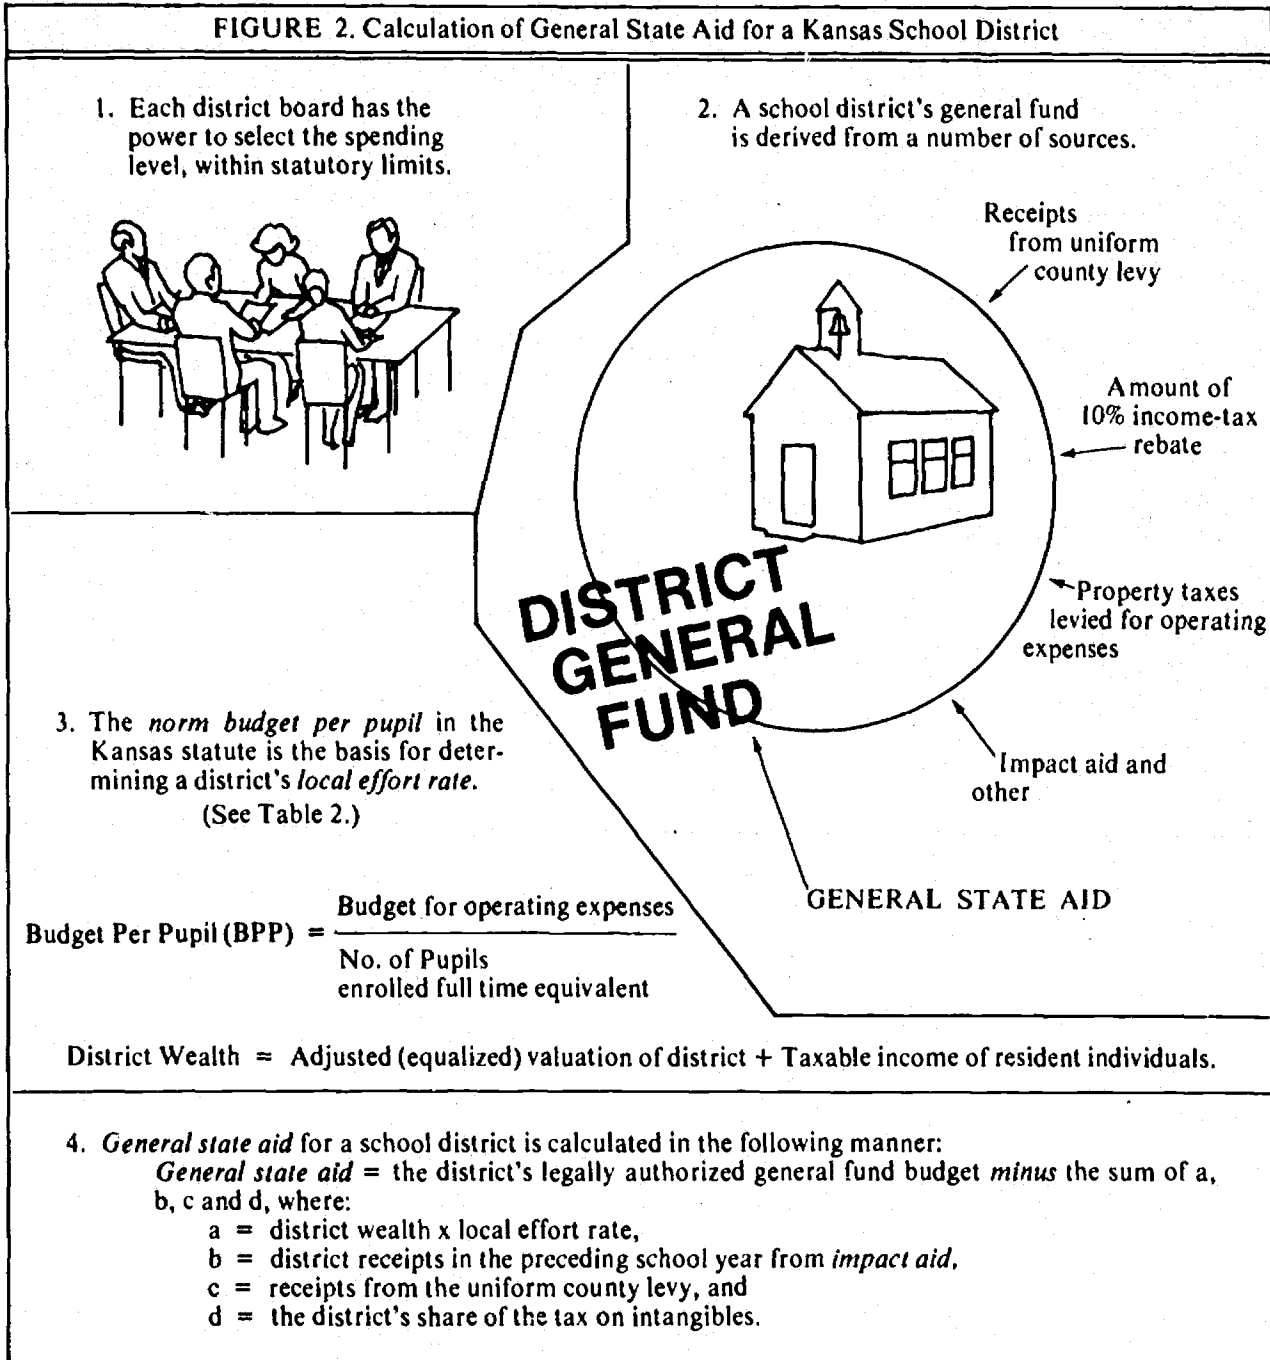 FIGURE 2. Calculation of General State Aid for a Kansas School District
1. Each district board has the
power to select the spending
level, within statutory limits.
2. A school district's general fund
is derived from a number of sources.
Receipts
from uniform
county levy
Amount of
10% income-tax
rebate
Property taxes
levied for operating
expenses
Impact aid and
other
GENERAL STATE AID
DISTRICT
GENERAL
FUND
3. The norm budget per pupil in the
Kansas statute is the basis for deter-
mining a district's local effort rate.
(See Table 2.)
Budget Per Pupil (BPP) = Budget for operating expenses
No. of Pupils
enrolled full time equivalent
District Wealth = Adjusted (equalized) valuation of district + Taxable income of resident individuals.
4. General state aid for a school district is calculated in the following manner:
General state aid = the district's legally authorized general fund budget minus the sum of a,
b, c and d, where:
a = district wealth x local effort rate,
b = district receipts in the preceding school year from impact aid,
c = receipts from the uniform county levy, and
d = the district's share of the tax on intangibles.